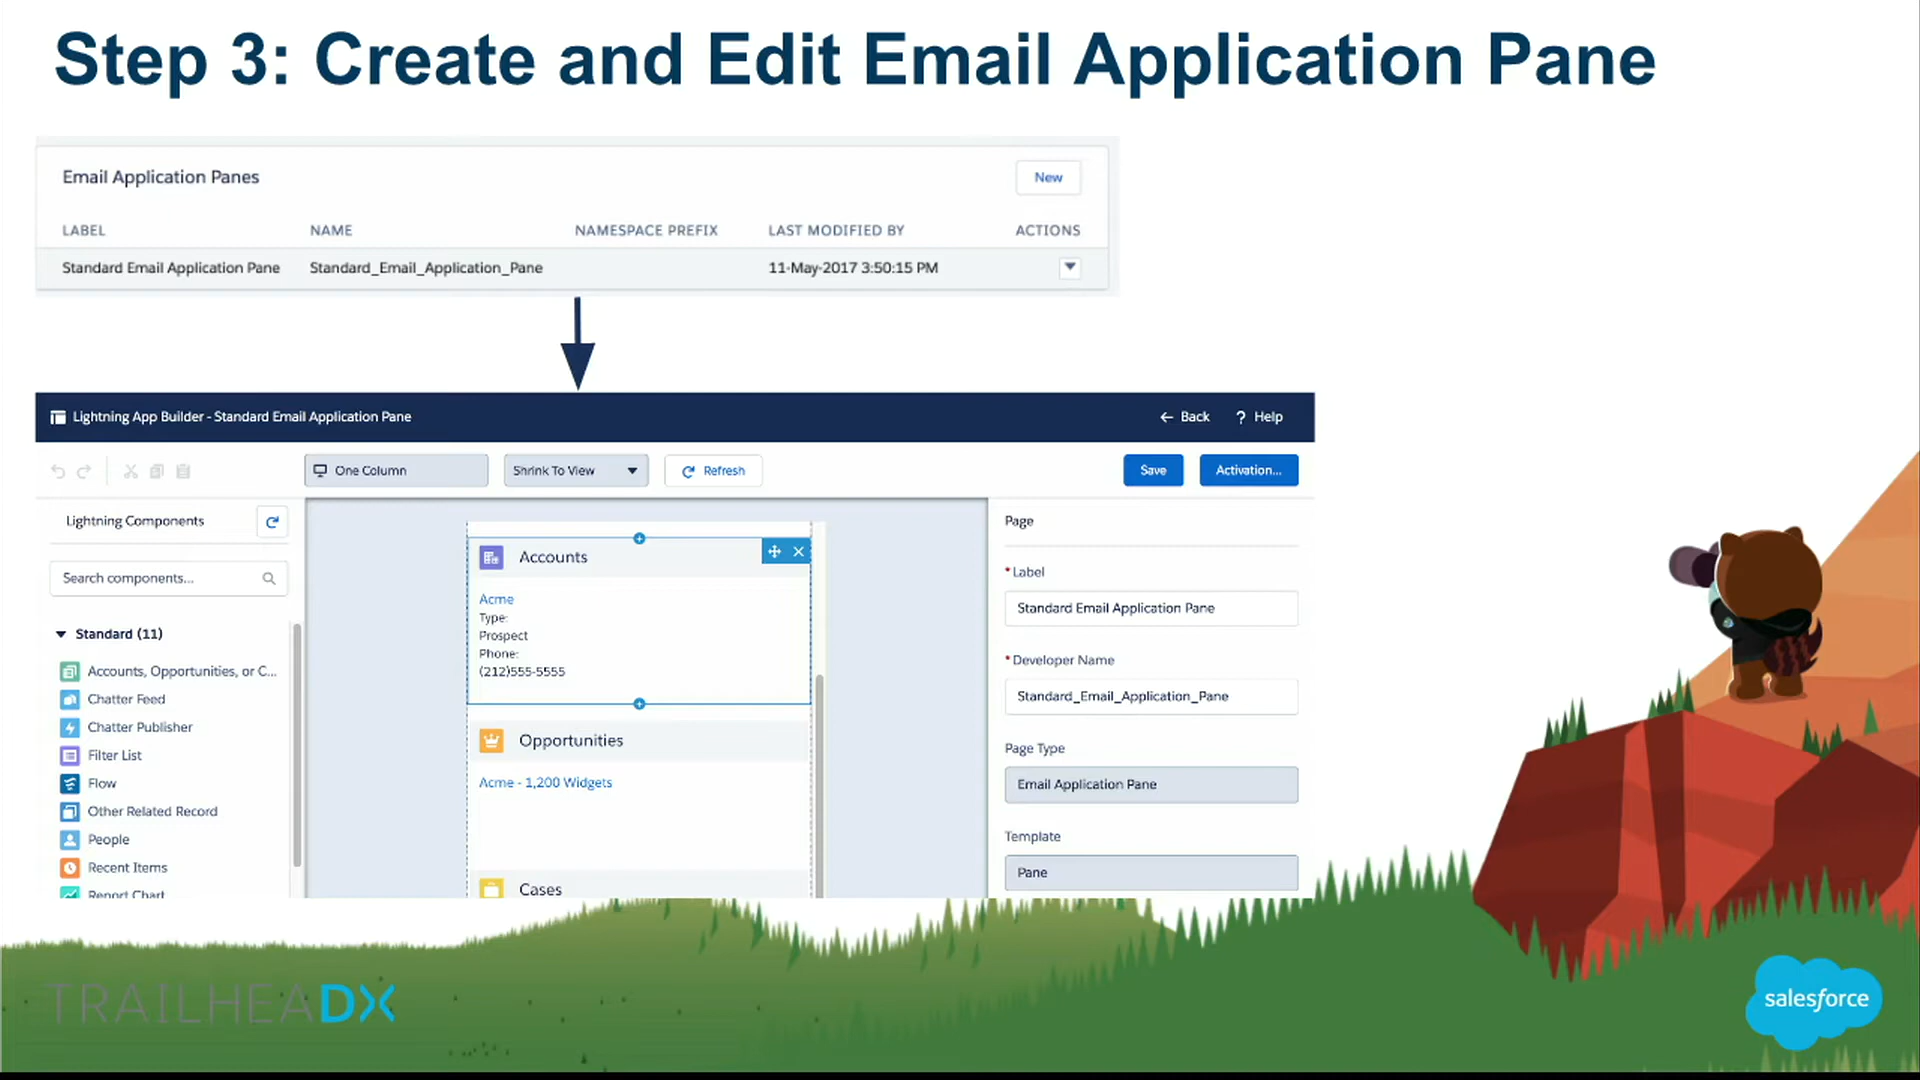 Step 3: Create and Edit Email Application Pane
Email Application Panes
New
LABEL NAME NAMESPACE PREFIX LAST MODIFIED BY ACTIONS
Standard Email Application Pane Standard_Email_Application_Pane 11-May-2017 3:50:15 PM
Lightning App Builder - Standard Email Application Pane
Back ? Help
One Column
Shrink To View
Refresh
Save
Activation...
Lightning Components
Search components...
Standard (11)
Accounts, Opportunities, or C...
Chatter Feed
Chatter Publisher
Filter List
Flow
Other Related Record
People
Recent Items
Report Chart
Accounts
Acme
Type:
Prospect
Phone:
(212)555-5555
Opportunities
Acme - 1,200 Widgets
Cases
Page
*Label
Standard Email Application Pane
*Developer Name
Standard_Email_Application_Pane
Page Type
Email Application Pane
Template
Pane
TRAILHEADX
salesforce